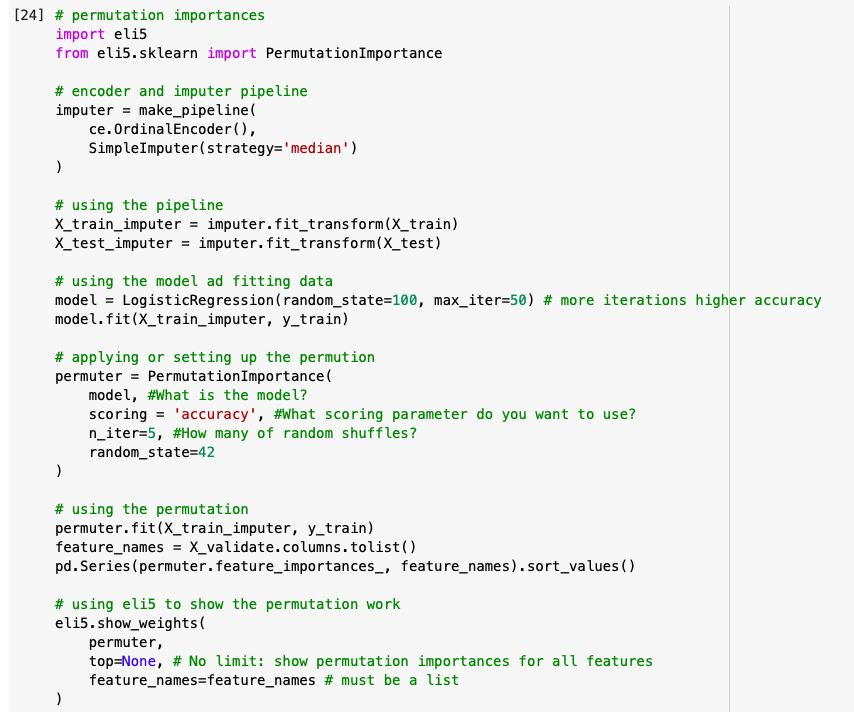 [24] # permutation importances
import eli5
from eli5.sklearn import PermutationImportance
# encoder and imputer pipeline
imputer = make_pipeline(
ce.OrdinalEncoder(),
SimpleImputer(strategy='median')
)
# using the pipeline
X_train_imputer = imputer.fit_transform(X_train)
X_test_imputer = imputer.fit_transform(X_test)
# using the model ad fitting data
model = LogisticRegression(random_state=100, max_iter=50) # more iterations higher accuracy
model.fit(X_train_imputer, y_train)
# applying or setting up the permution
permuter = PermutationImportance(
model, #What is the model?
scoring = 'accuracy', #What scoring parameter do you want to use?
n_iter=5, #How many of random shuffles?
random_state=42
)
# using the permutation
permuter.fit(X_train_imputer, y_train)
feature_names = X_validate.columns.tolist()
pd.Series(permuter.feature_importances_, feature_names).sort_values()
# using eli5 to show the permutation work
eli5.show_weights(
permuter,
top=None, # No limit: show permutation importances for all features
feature_names=feature_names # must be a list
)